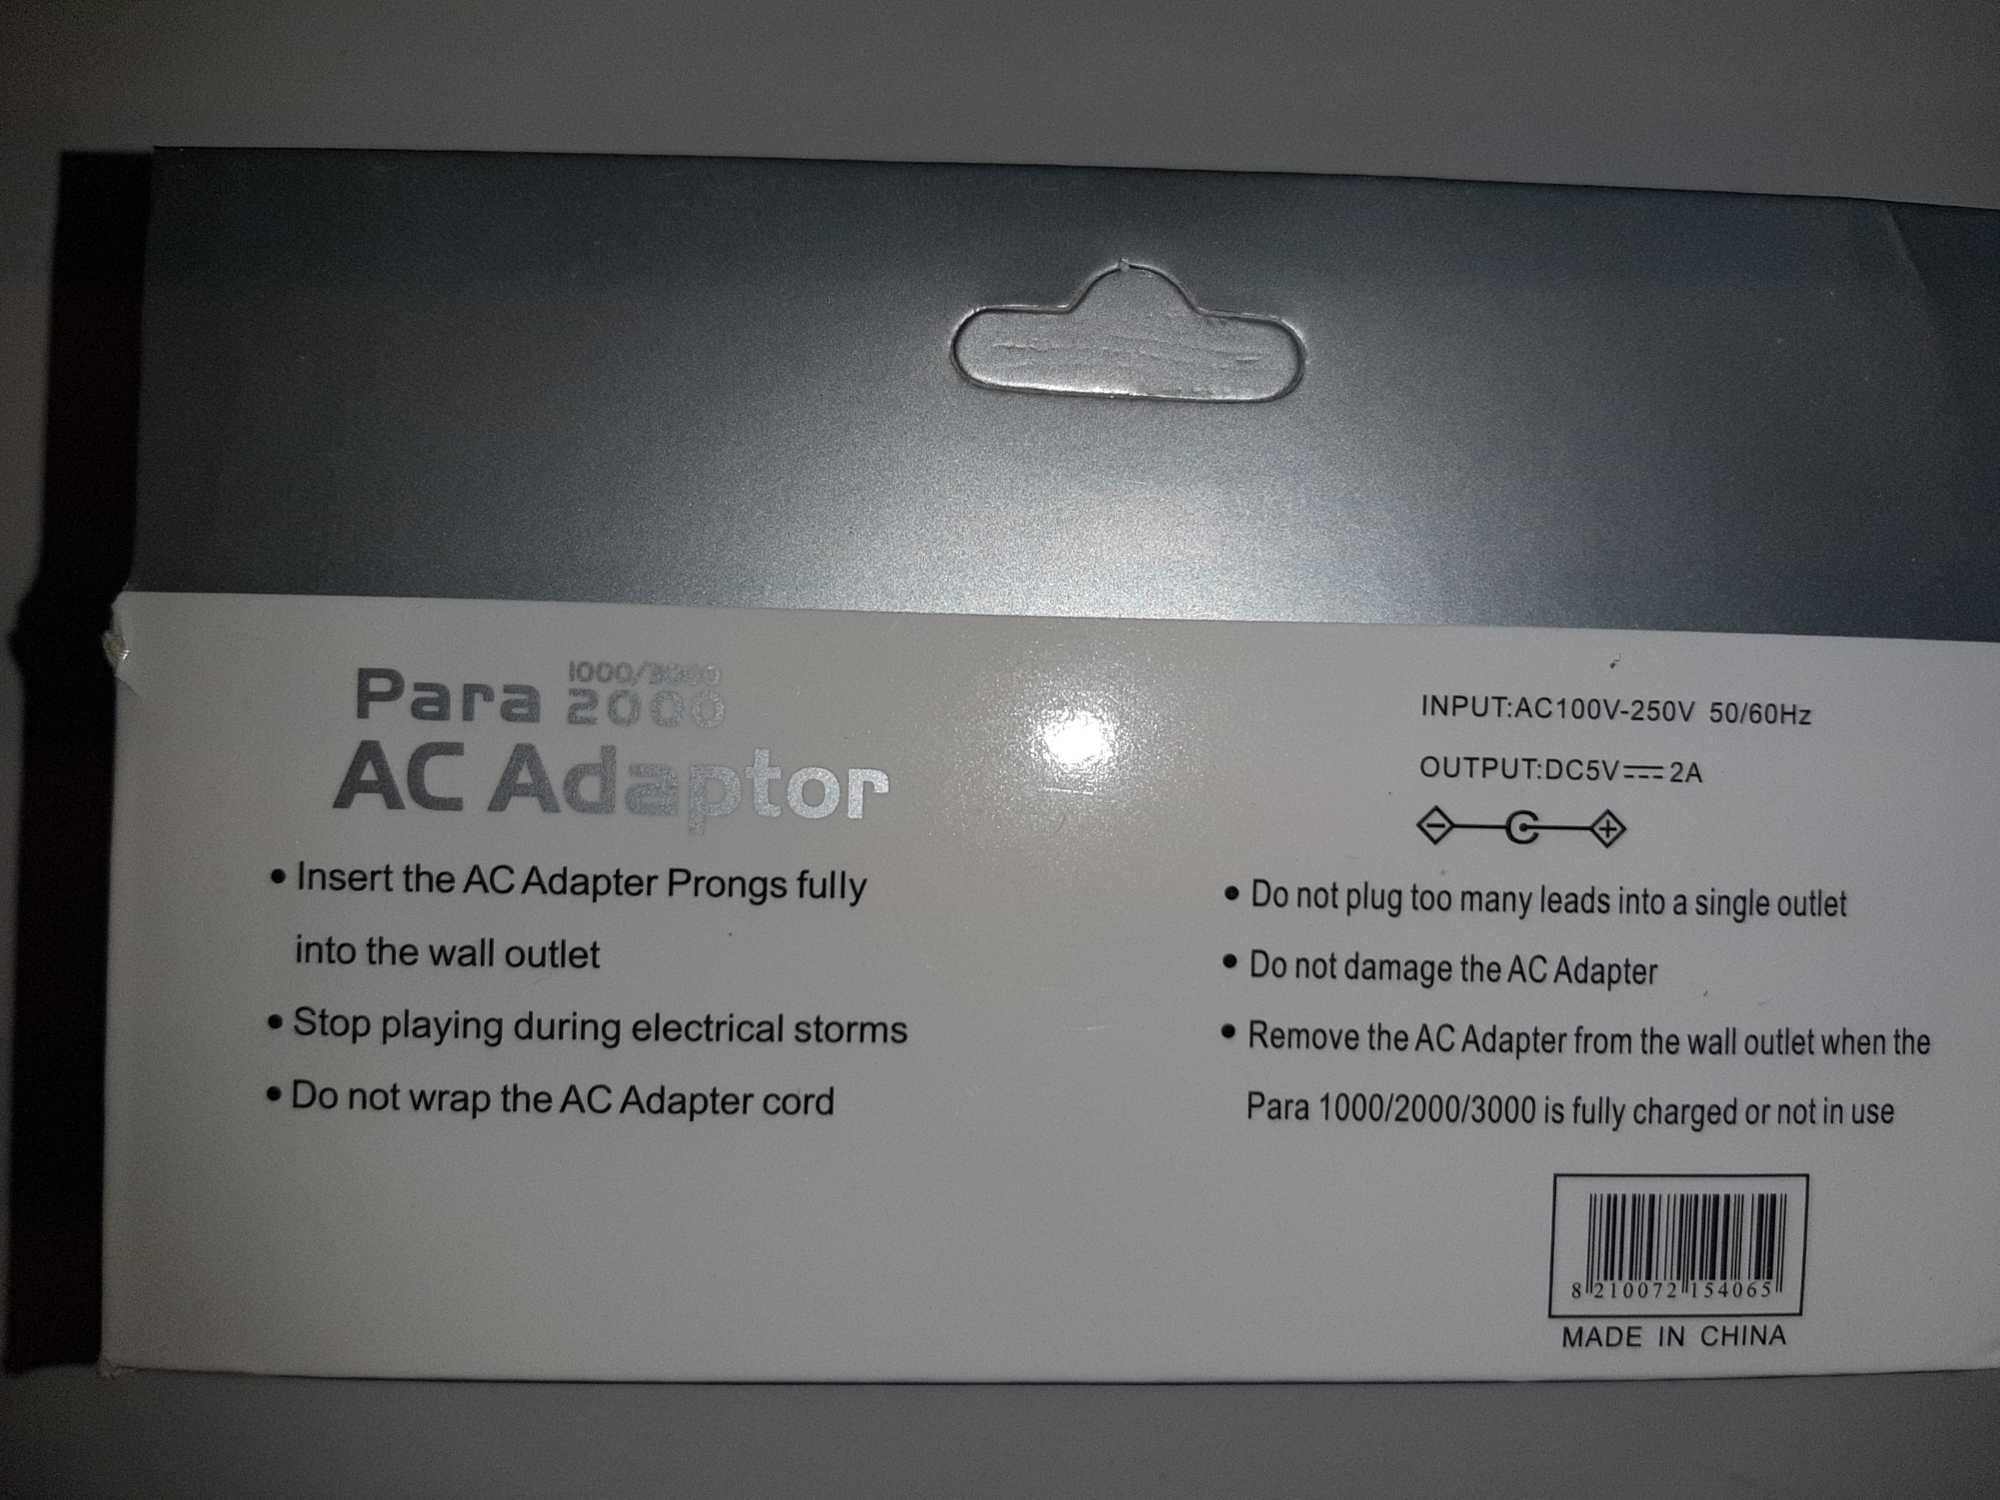 Para 1000/3000
2000
AC Adaptor
• Insert the AC Adapter Prongs fully
into the wall outlet
• Stop playing during electrical storms
• Do not wrap the AC Adapter cord
INPUT:AC100V-250V 50/60Hz
OUTPUT:DC5V⎓2A
• Do not plug too many leads into a single outlet
• Do not damage the AC Adapter
• Remove the AC Adapter from the wall outlet when the
Para 1000/2000/3000 is fully charged or not in use
8 210072 154065
MADE IN CHINA